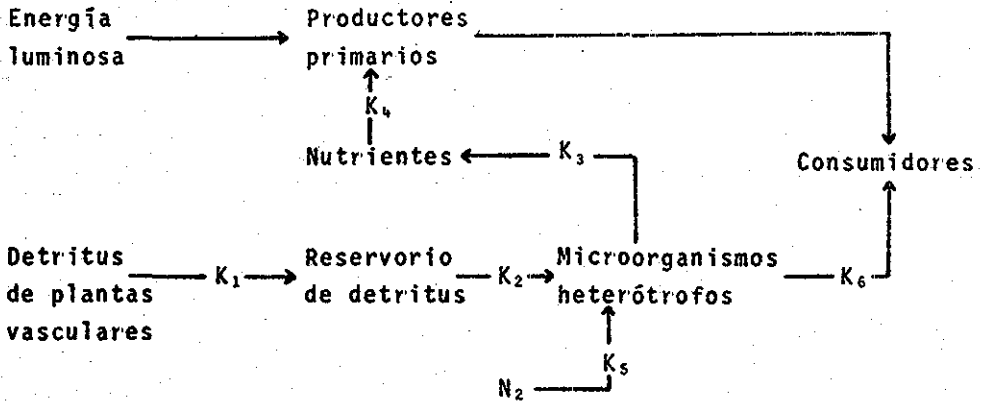 Energía
luminosa
Productores
primarios
K₄
Nutrientes
K₃
Consumidores
Detritus
de plantas
vasculares
K₁
Reservorio
de detritus
K₂
Microorganismos
heterótrofos
K₆
K₅
N₂